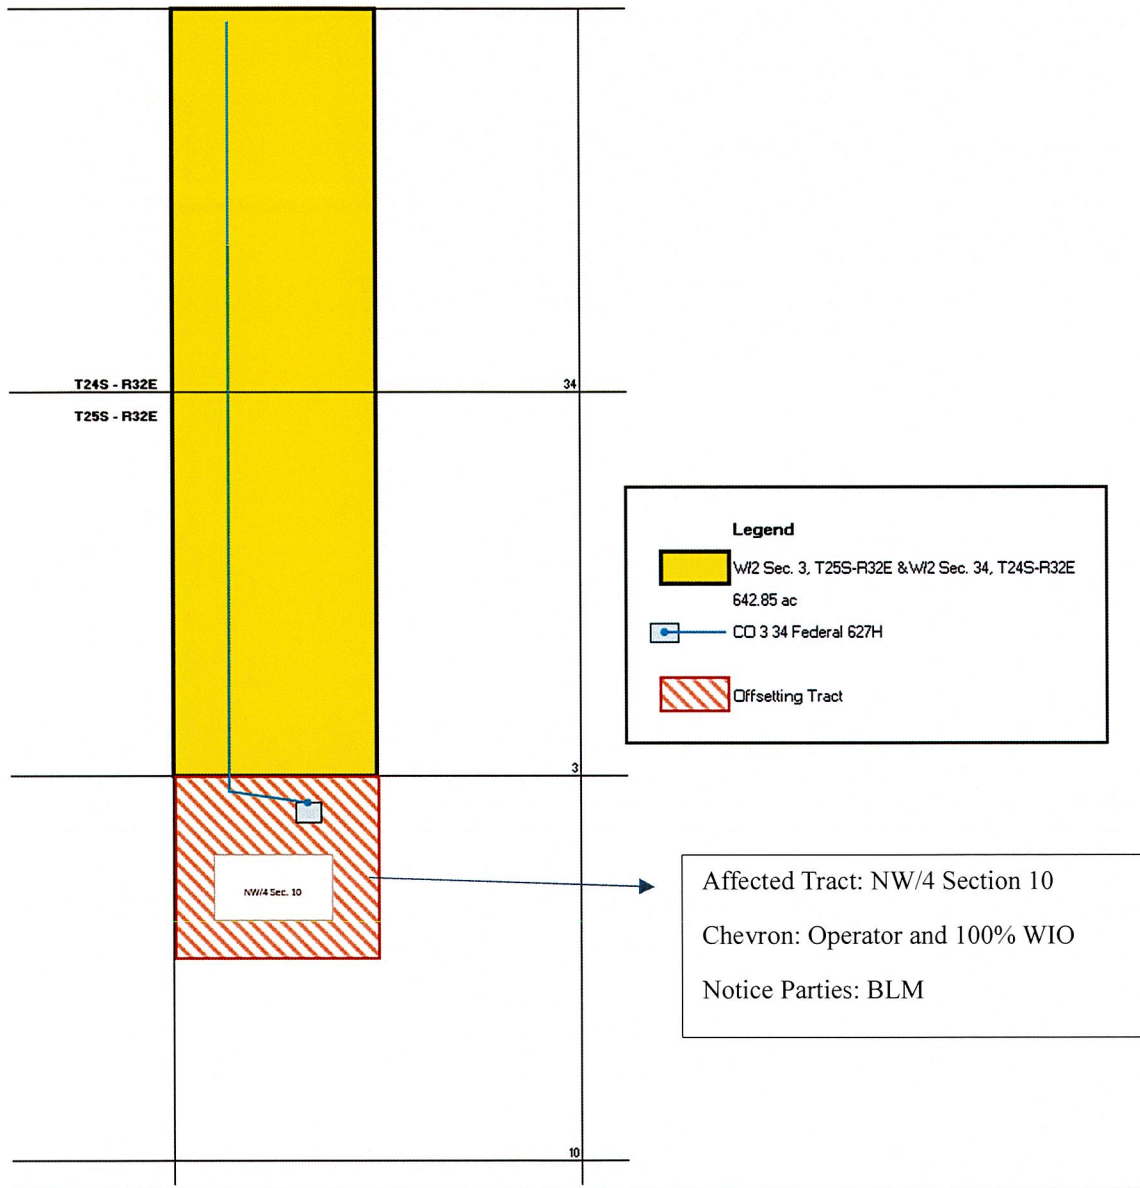 T24S - R32E
34
T25S - R32E
Legend
W/2 Sec. 3, T25S-R32E & W/2 Sec. 34, T24S-R32E
642.85 ac
CO 3 34 Federal 627H
Offsetting Tract
3
NW/4 Sec. 10
Affected Tract: NW/4 Section 10
Chevron: Operator and 100% WIO
Notice Parties: BLM
10